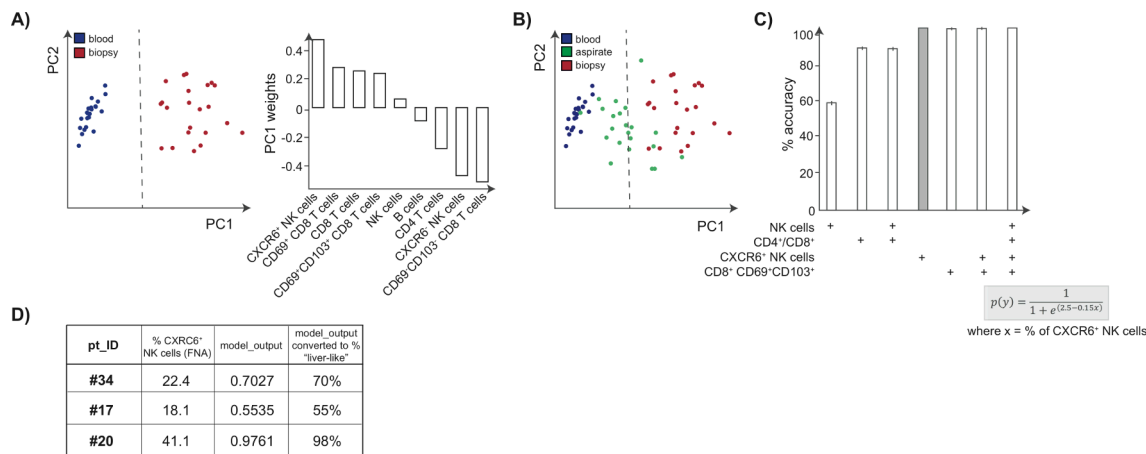 A)
blood
biopsy
PC2
PC1
PC1 weights
0.4
0.2
0
-0.2
-0.4
CXCR6⁺ NK cells
CD69⁺ CD8 T cells
CD8 T cells
CD69⁺CD103⁺ CD8 T cells
NK cells
B cells
CD4 T cells
CXCR6⁻ NK cells
CD69⁻CD103⁻ CD8 T cells
B)
blood
aspirate
biopsy
PC2
PC1
C)
% accuracy
100
80
60
40
20
0
NK cells + + +
CD4⁺/CD8⁺ + + +
CXCR6⁺ NK cells + + +
CD8⁺ CD69⁺CD103⁺ + + +
p(y) = 1 / (1 + e^(2.5−0.15x))
where x = % of CXCR6⁺ NK cells
D)
pt_ID % CXRC6⁺ NK cells (FNA) model_output model_output converted to % "liver-like"
#34 22.4 0.7027 70%
#17 18.1 0.5535 55%
#20 41.1 0.9761 98%